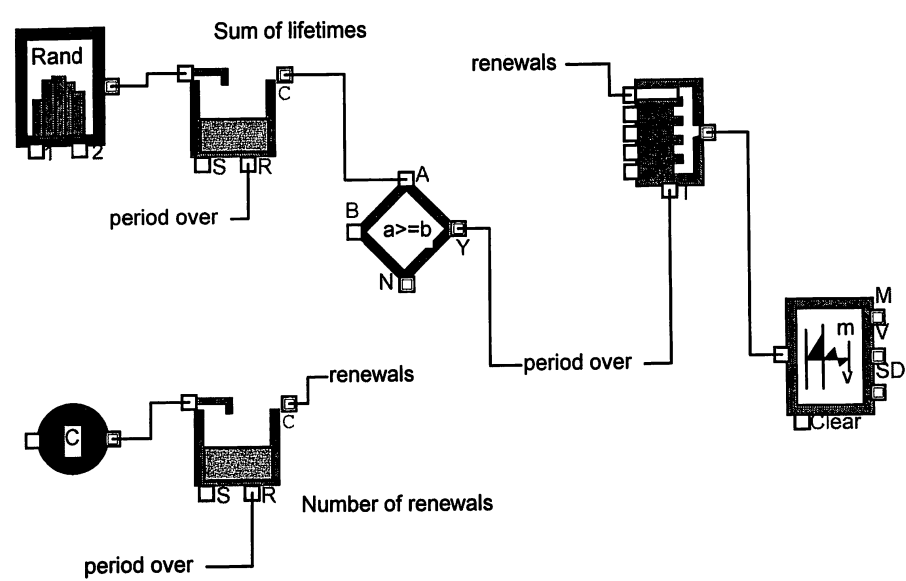 Sum of lifetimes
Rand
renewals
C
1 2
S R
A
period over
B
a>=b
Y
I
N
M
m
V
v
period over
SD
renewals
C
C
Clear
S R
Number of renewals
period over